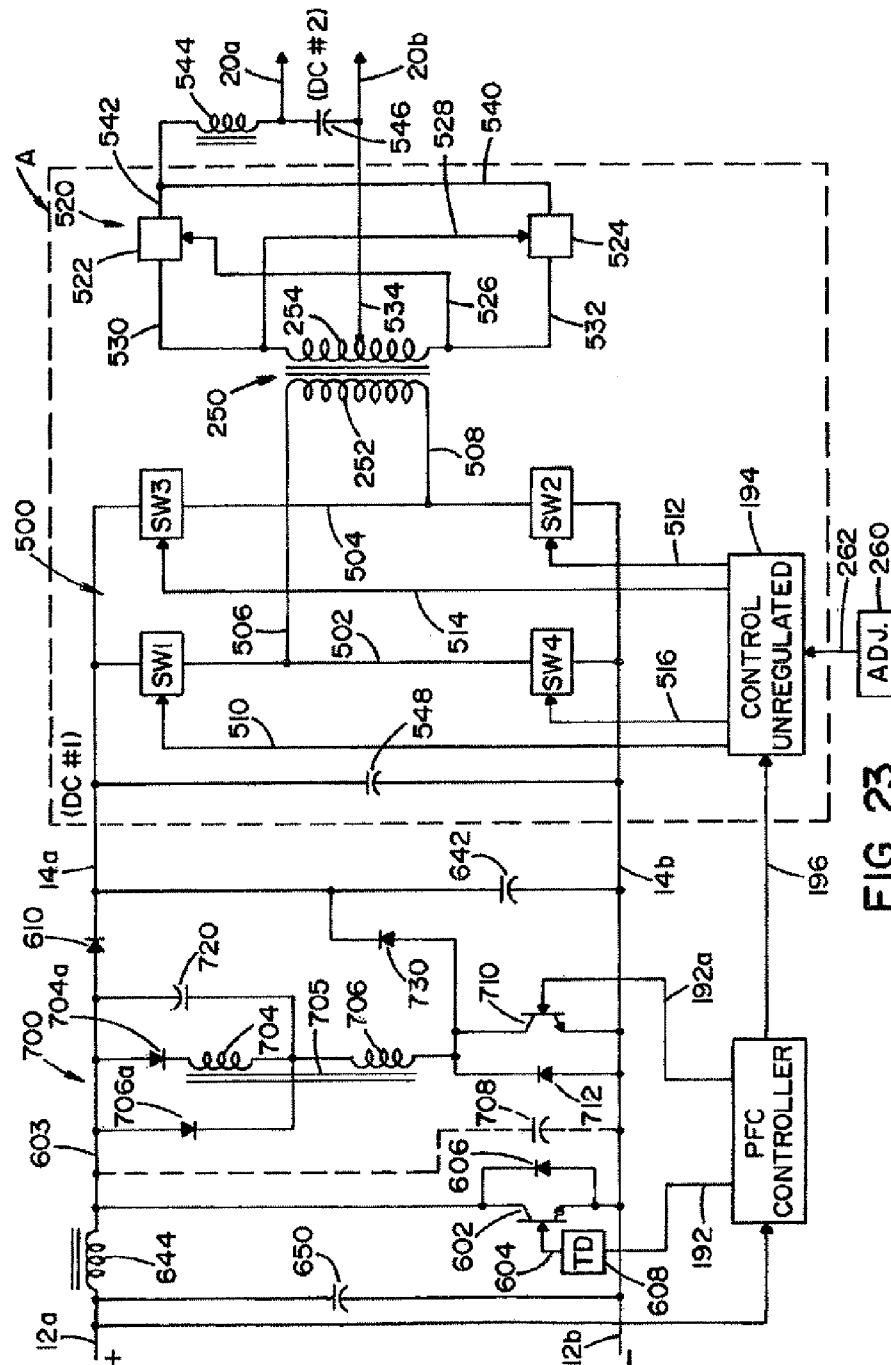 A
520
542
544
20a
(DC #2)
20b
546
528
540
522
530
250
254
534
526
532
524
252
508
500
SW3
504
SW2
512
506
514
194
SW1
502
SW4
516
CONTROL
UNREGULATED
262
260
ADJ.
510
548
(DC #1)
14a
642
14b
196
610
720
704a
705
706
730
710
192a
700
704
706a
708
712
603
606
PFC
CONTROLLER
602
604
TD
608
192
644
650
12a
+
12b
−
FIG. 23